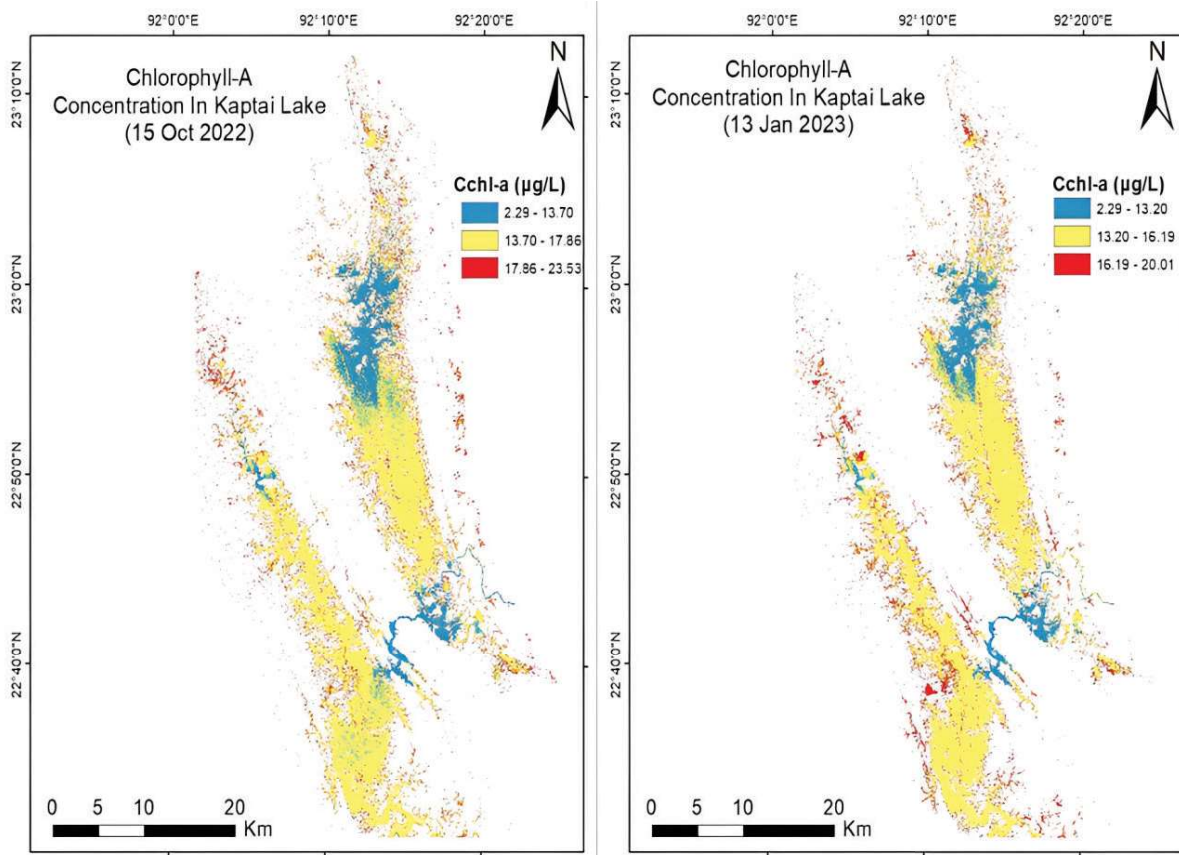 92°0'0"E 92°10'0"E 92°20'0"E
Chlorophyll-A
Concentration In Kaptai Lake
(15 Oct 2022)
N
Cchl-a (µg/L)
2.29 - 13.70
13.70 - 17.86
17.86 - 23.53
23°10'0"N
23°0'0"N
22°50'0"N
22°40'0"N
0 5 10 20
Km
92°0'0"E 92°10'0"E 92°20'0"E
Chlorophyll-A
Concentration In Kaptai Lake
(13 Jan 2023)
N
Cchl-a (µg/L)
2.29 - 13.20
13.20 - 16.19
16.19 - 20.01
23°10'0"N
23°0'0"N
22°50'0"N
22°40'0"N
0 5 10 20
Km